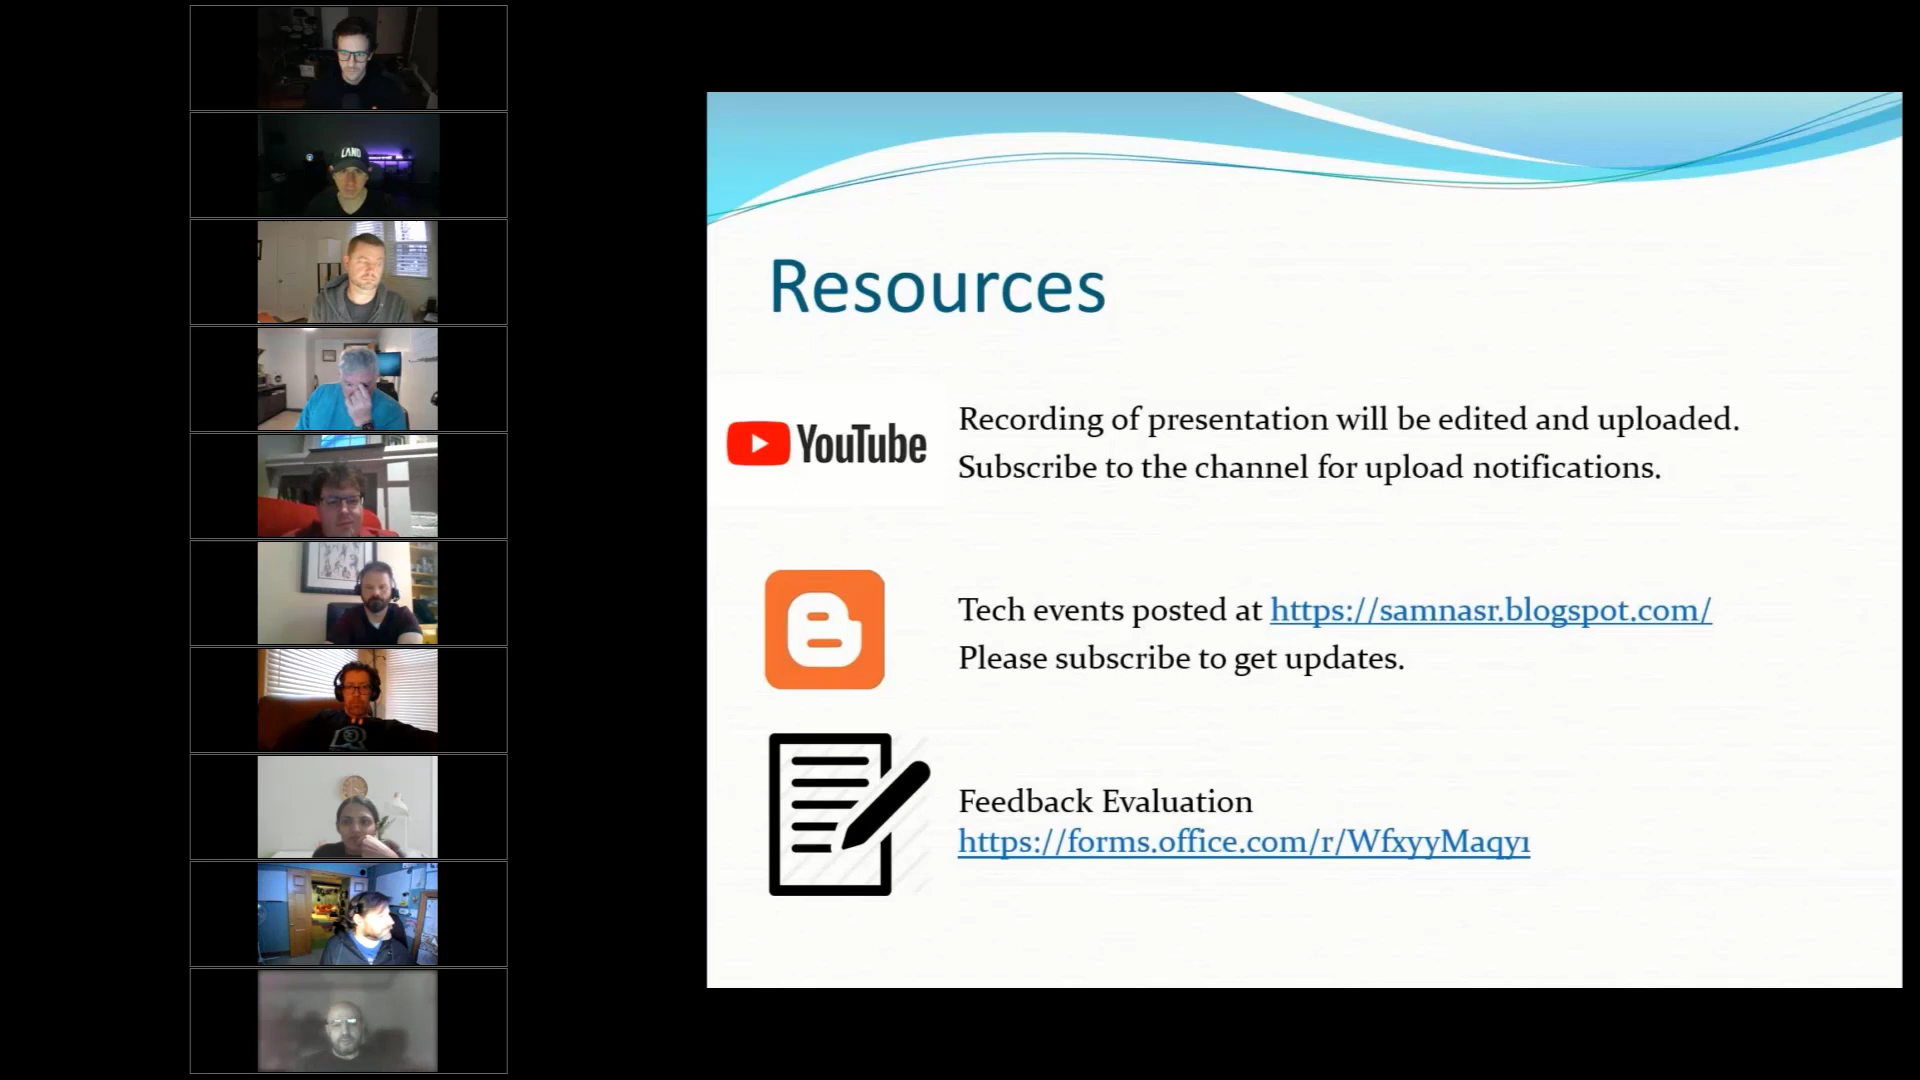 LAND
Resources
YouTube
Recording of presentation will be edited and uploaded.
Subscribe to the channel for upload notifications.
Tech events posted at https://samnasr.blogspot.com/
Please subscribe to get updates.
Feedback Evaluation
https://forms.office.com/r/WfxyyMaqy1